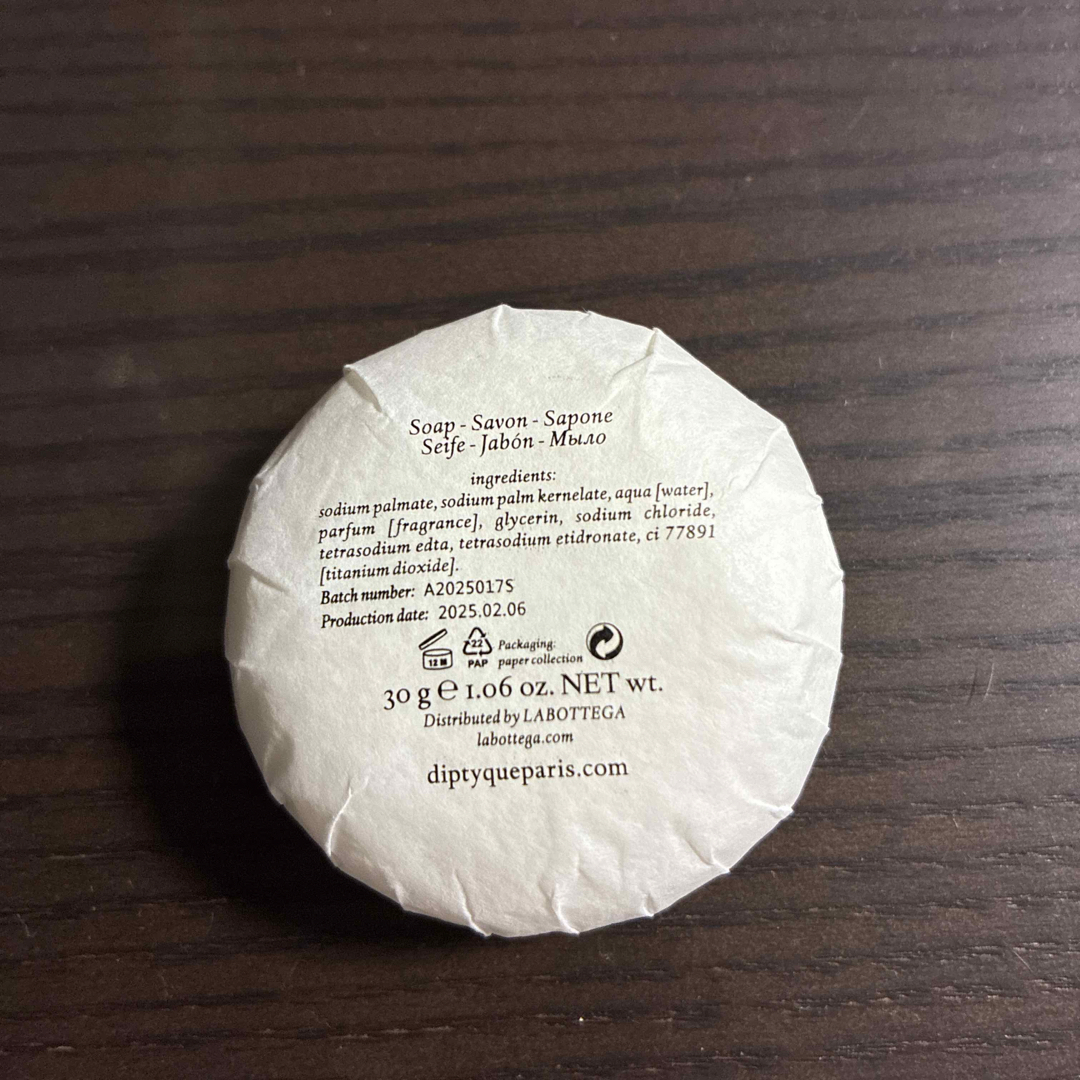 Soap - Savon - Sapone
Seife - Jabón - Мыло
ingredients:
sodium palmate, sodium palm kernelate, aqua [water],
parfum [fragrance], glycerin, sodium chloride,
tetrasodium edta, tetrasodium etidronate, ci 77891
[titanium dioxide].
Batch number: A2025017S
Production date: 2025.02.06
12 M
22
PAP
Packaging:
paper collection
30 g ℮ 1.06 oz. NET wt.
Distributed by LABOTTEGA
labottega.com
diptyqueparis.com